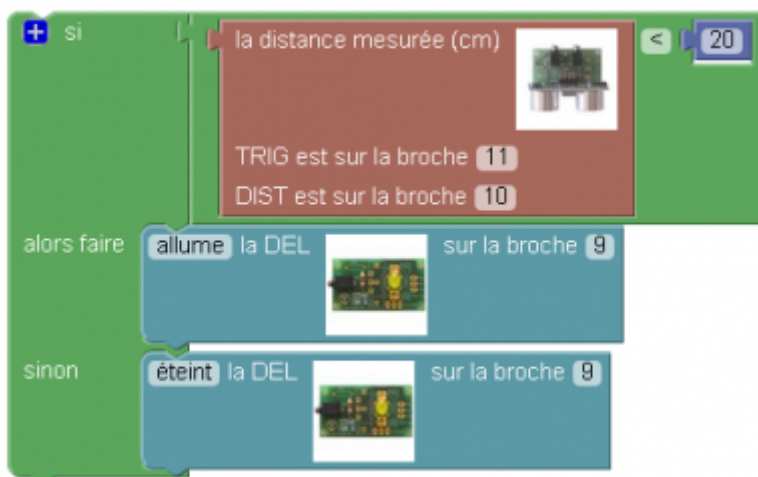 si la distance mesurée (cm) < 20
TRIG est sur la broche 11
DIST est sur la broche 10
alors faire allume la DEL sur la broche 9
sinon éteint la DEL sur la broche 9